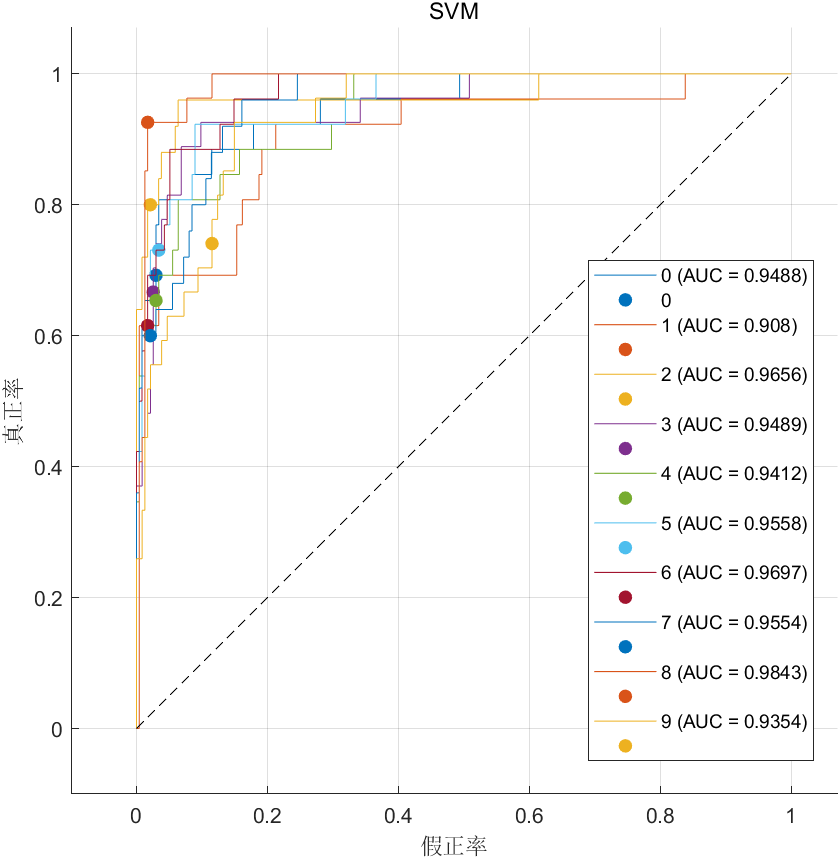 SVM
1
0.8
0.6
0.4
0.2
0
真正率
0 (AUC = 0.9488)
0
1 (AUC = 0.908)
2 (AUC = 0.9656)
3 (AUC = 0.9489)
4 (AUC = 0.9412)
5 (AUC = 0.9558)
6 (AUC = 0.9697)
7 (AUC = 0.9554)
8 (AUC = 0.9843)
9 (AUC = 0.9354)
0 0.2 0.4 0.6 0.8 1
假正率